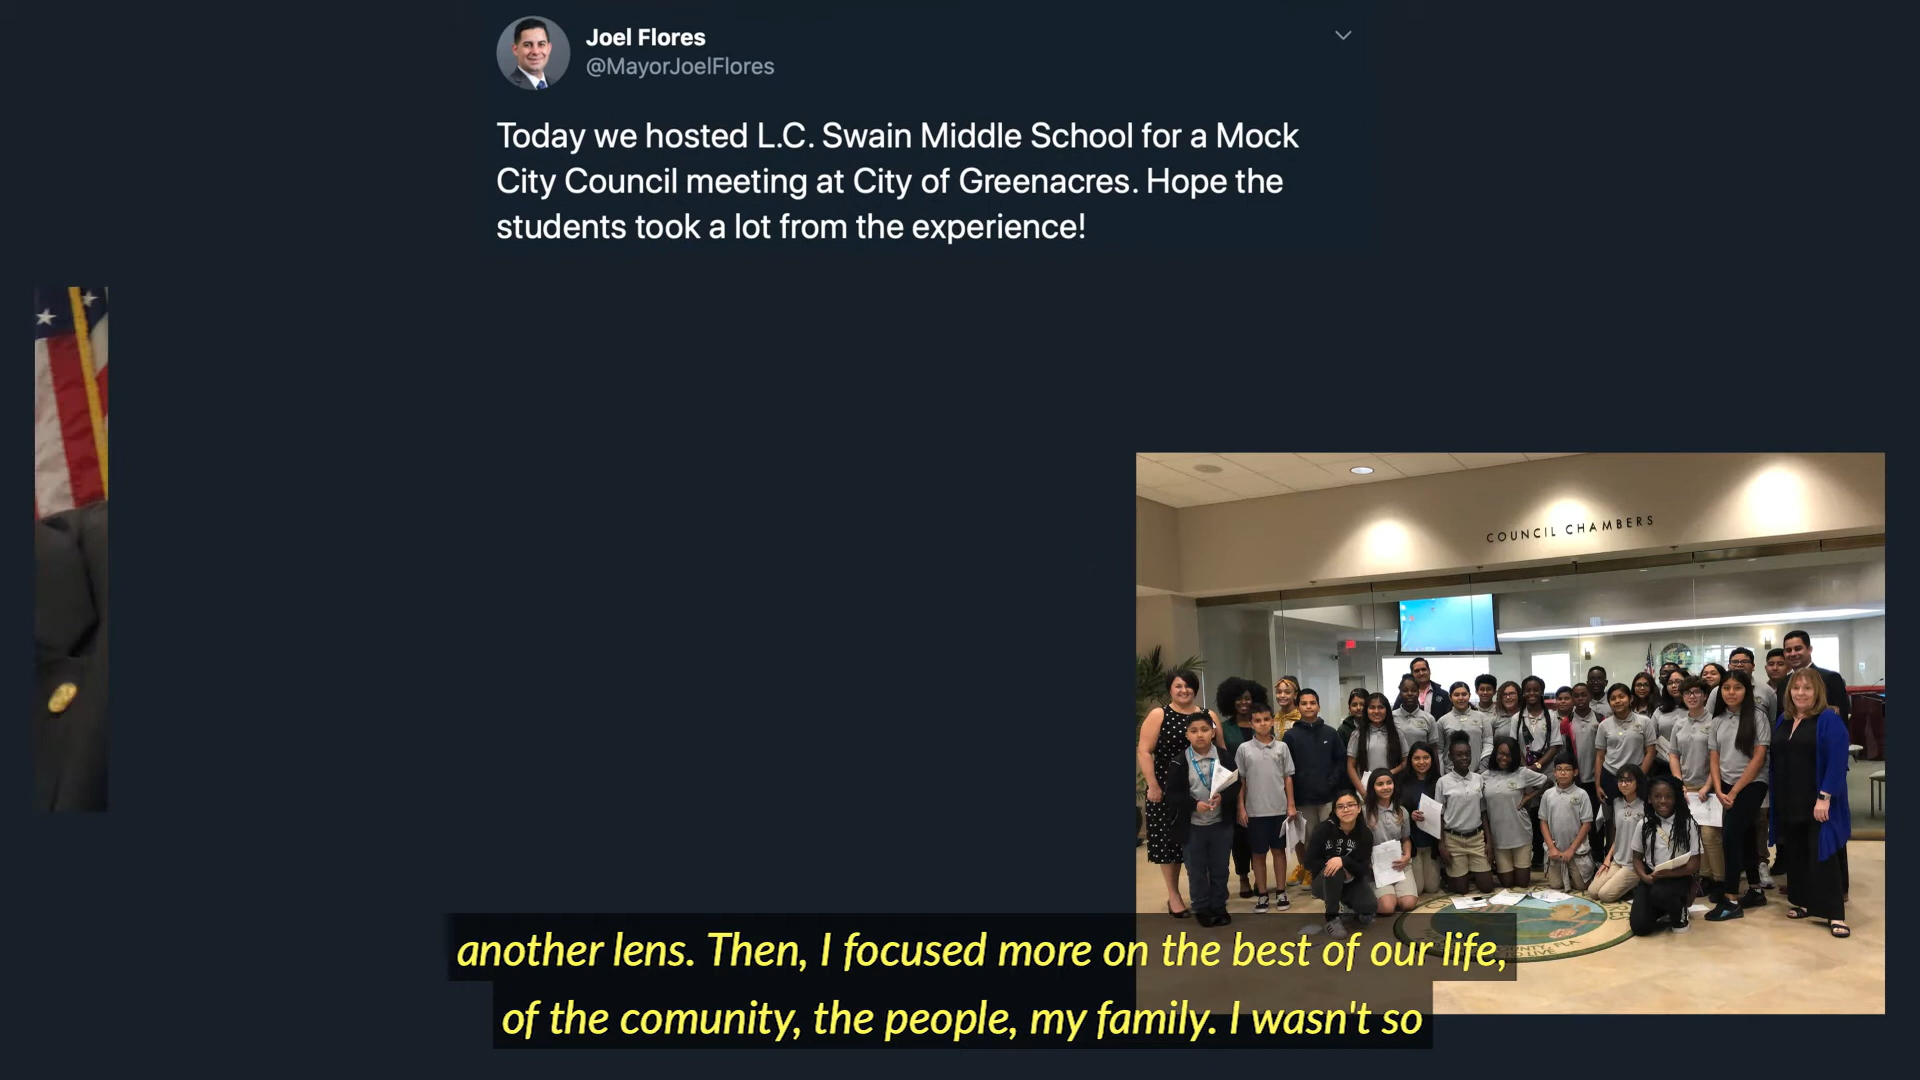 Joel Flores
@MayorJoelFlores
Today we hosted L.C. Swain Middle School for a Mock
City Council meeting at City of Greenacres. Hope the
students took a lot from the experience!
COUNCIL CHAMBERS
another lens. Then, I focused more on the best of our life,
of the comunity, the people, my family. I wasn't so